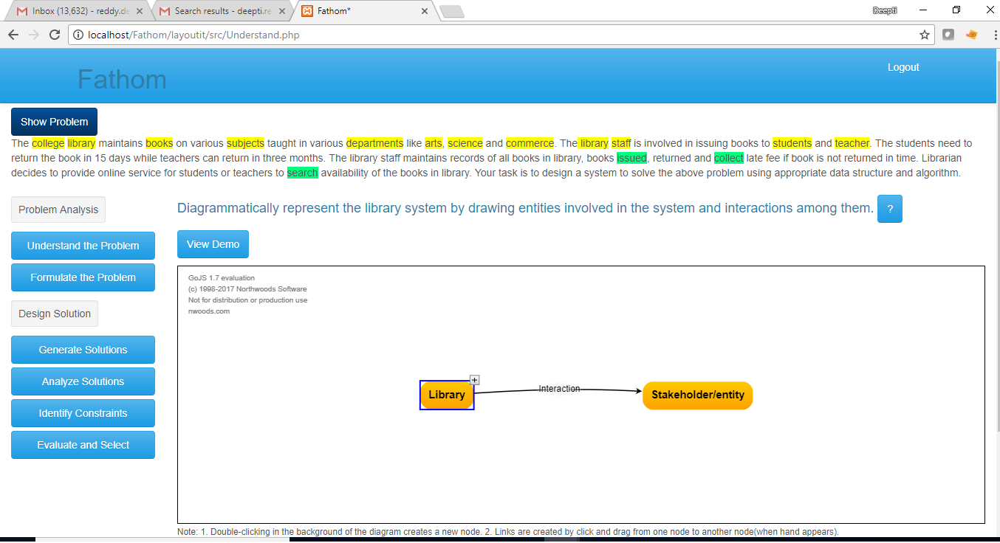 Inbox (13,632) - reddy.de
Search results - deepti.re
Fathom*
Deepti
localhost/Fathom/layoutit/src/Understand.php
Fathom
Logout
Show Problem
The college library maintains books on various subjects taught in various departments like arts, science and commerce. The library staff is involved in issuing books to students and teacher. The students need to
return the book in 15 days while teachers can return in three months. The library staff maintains records of all books in library, books issued, returned and collect late fee if book is not returned in time. Librarian
decides to provide online service for students or teachers to search availability of the books in library. Your task is to design a system to solve the above problem using appropriate data structure and algorithm.
Problem Analysis
Diagrammatically represent the library system by drawing entities involved in the system and interactions among them. ?
Understand the Problem
View Demo
Formulate the Problem
GoJS 1.7 evaluation
(c) 1998-2017 Northwoods Software
Not for distribution or production use
nwoods.com
Design Solution
Generate Solutions
Analyze Solutions
Identify Constraints
Evaluate and Select
Library
Interaction
Stakeholder/entity
Note: 1. Double-clicking in the background of the diagram creates a new node. 2. Links are created by click and drag from one node to another node(when hand appears).